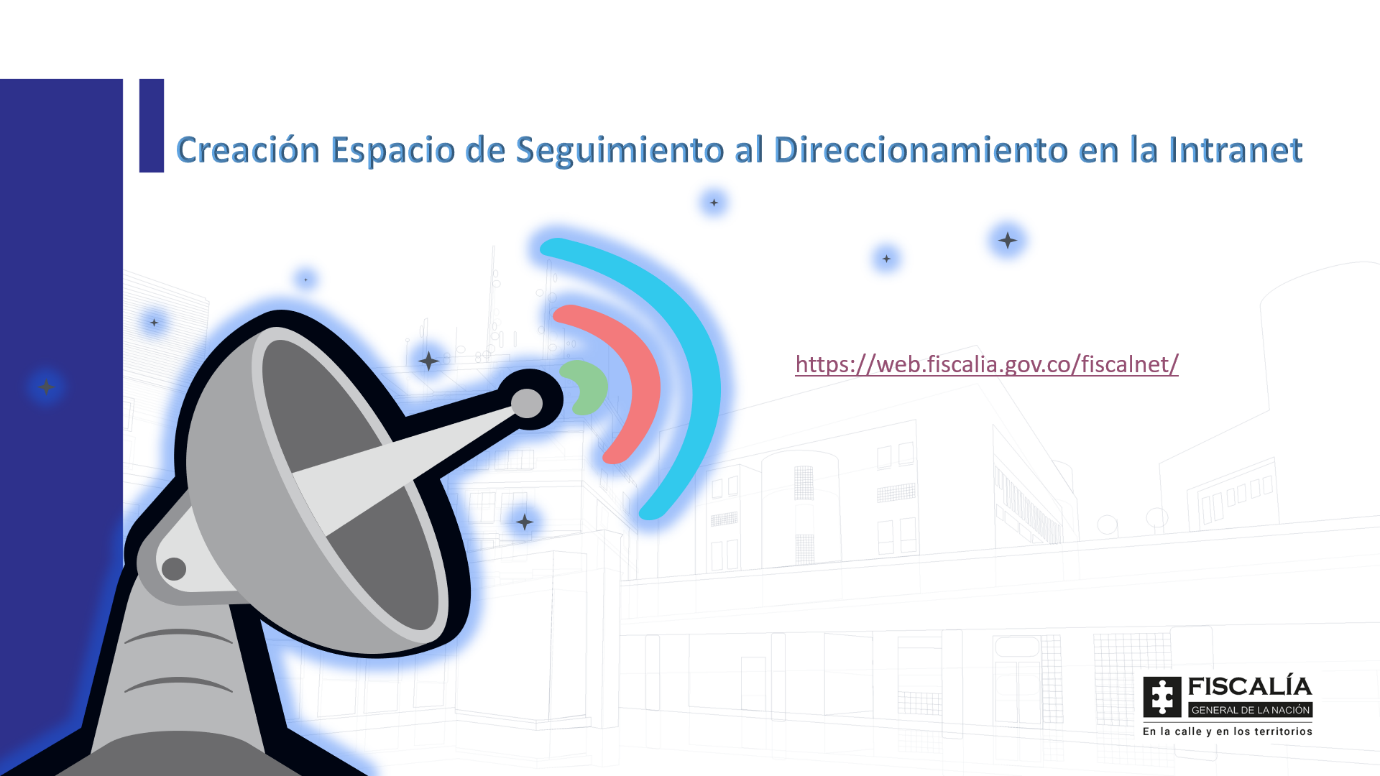 Creación Espacio de Seguimiento al Direccionamiento en la Intranet
https://web.fiscalia.gov.co/fiscalnet/
FISCALÍA
GENERAL DE LA NACIÓN
En la calle y en los territorios